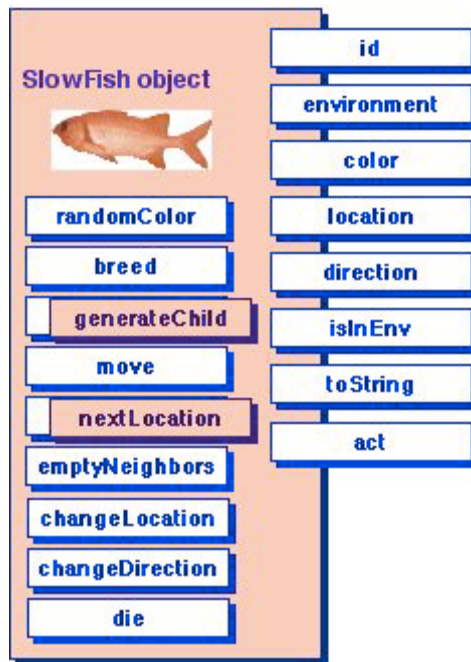 SlowFish object
randomColor
breed
generateChild
move
nextLocation
emptyNeighbors
changeLocation
changeDirection
die
id
environment
color
location
direction
isInEnv
toString
act